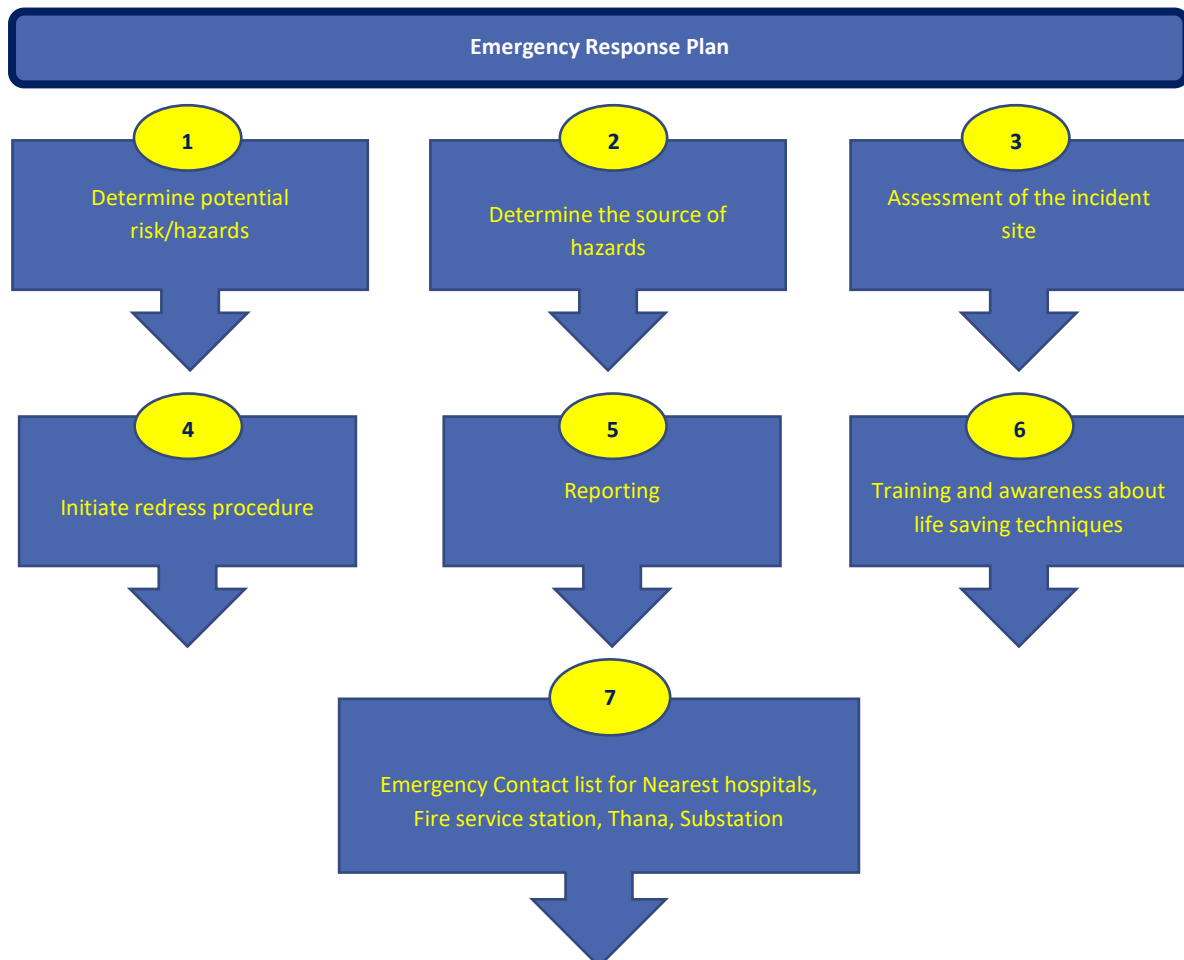 Emergency Response Plan
1
Determine potential
risk/hazards
2
Determine the source of
hazards
3
Assessment of the incident
site
4
Initiate redress procedure
5
Reporting
6
Training and awareness about
life saving techniques
7
Emergency Contact list for Nearest hospitals,
Fire service station, Thana, Substation